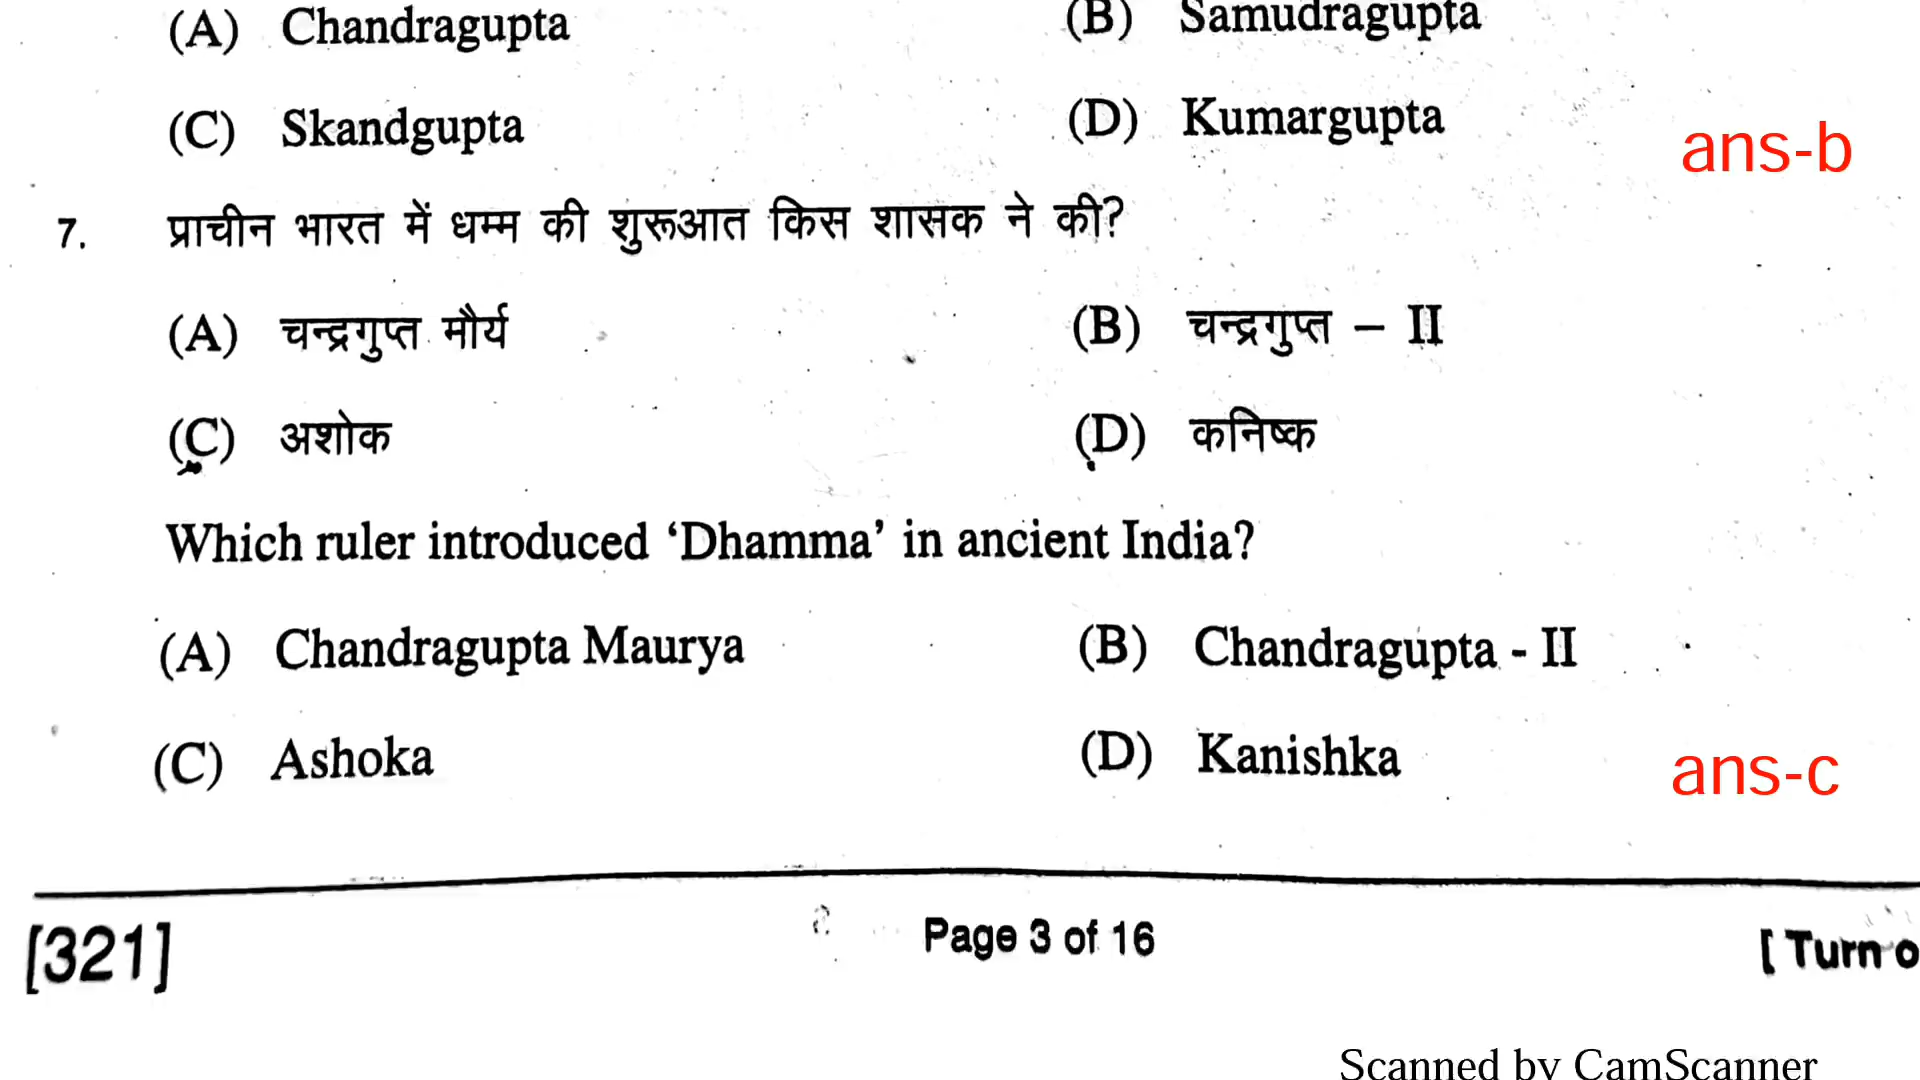 (A) Chandragupta (B) Samudragupta
(C) Skandgupta (D) Kumargupta
ans-b
7. प्राचीन भारत में धम्म की शुरूआत किस शासक ने की?
(A) चन्द्रगुप्त मौर्य (B) चन्द्रगुप्त – II
(C) अशोक (D) कनिष्क
Which ruler introduced ‘Dhamma’ in ancient India?
(A) Chandragupta Maurya (B) Chandragupta - II
(C) Ashoka (D) Kanishka
ans-c
[321] Page 3 of 16 [ Turn o
Scanned by CamScanner